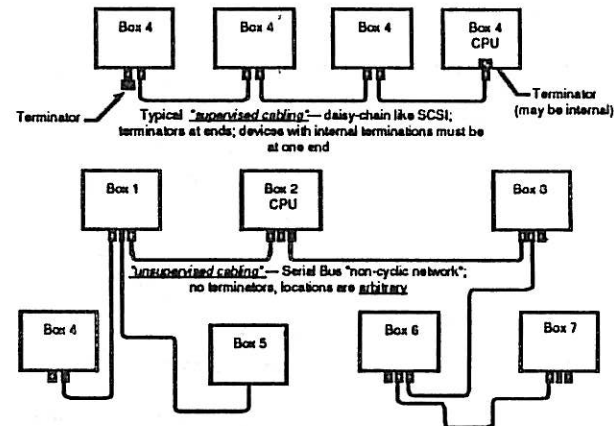 Box 4
Box 4
Box 4
Box 4
CPU
Terminator
Terminator
(may be internal)
Typical "supervised cabling"— daisy-chain like SCSI;
terminators at ends; devices with internal terminations must be
at one end
Box 1
Box 2
CPU
Box 3
"unsupervised cabling"— Serial Bus "non-cyclic network";
no terminators, locations are arbitrary
Box 4
Box 5
Box 6
Box 7